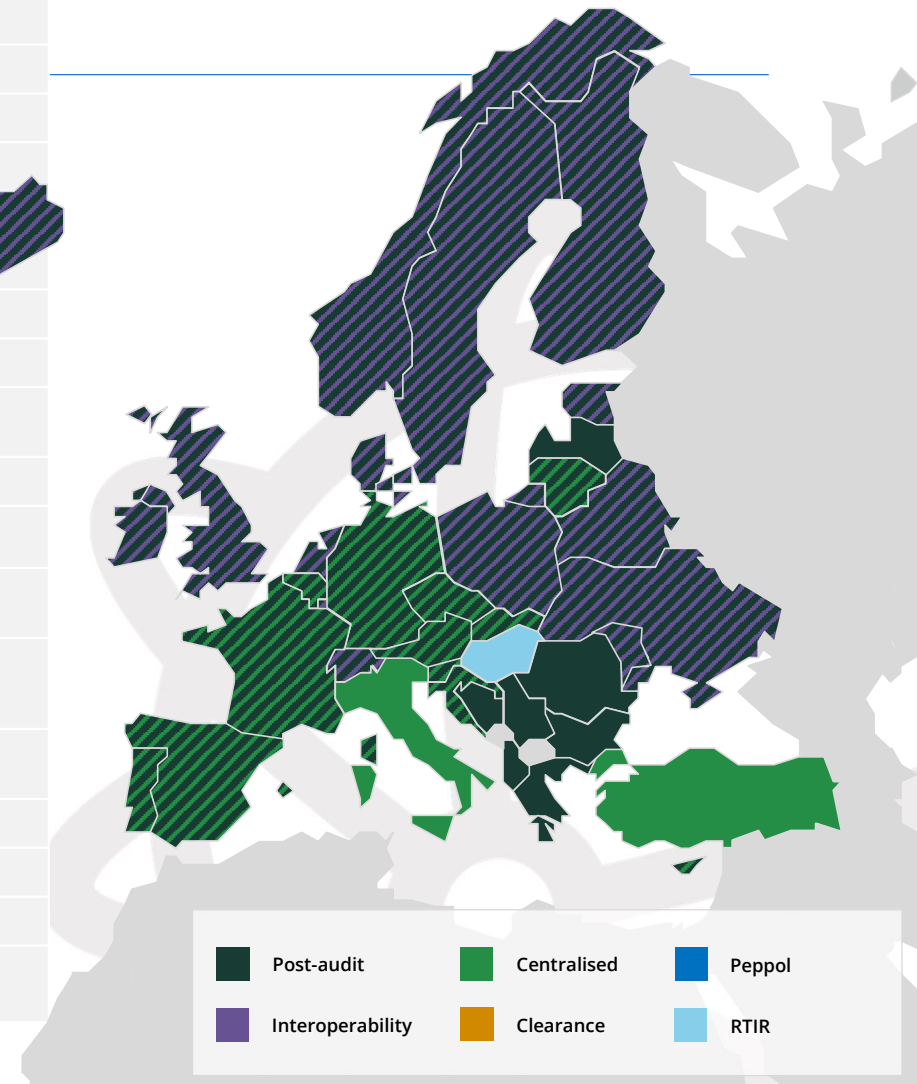 Post-audit
Centralised
Peppol
Interoperability
Clearance
RTIR